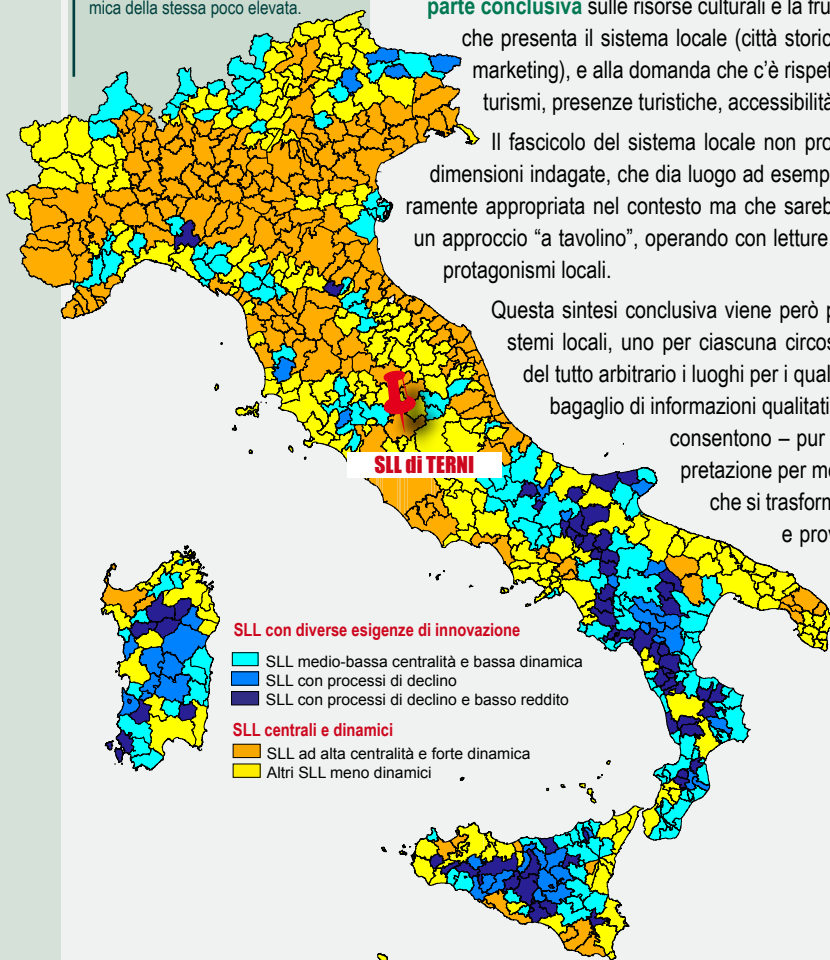 mica della stessa poco elevata.
parte conclusiva sulle risorse culturali e la fru
che presenta il sistema locale (città storic
marketing), e alla domanda che c'è rispet
turismi, presenze turistiche, accessibilità
Il fascicolo del sistema locale non pro
dimensioni indagate, che dia luogo ad esemp
ramente appropriata nel contesto ma che sareb
un approccio “a tavolino”, operando con letture
protagonismi locali.
Questa sintesi conclusiva viene però p
stemi locali, uno per ciascuna circos
del tutto arbitrario i luoghi per i qual
bagaglio di informazioni qualitati
consentono – pur
pretazione per me
che si trasform
e prov
SLL di TERNI
SLL con diverse esigenze di innovazione
SLL medio-bassa centralità e bassa dinamica
SLL con processi di declino
SLL con processi di declino e basso reddito
SLL centrali e dinamici
SLL ad alta centralità e forte dinamica
Altri SLL meno dinamici